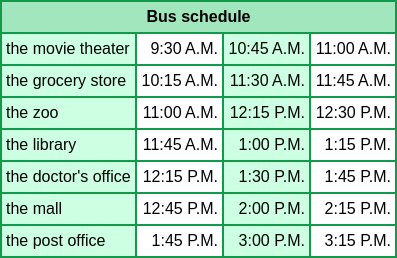 Bus schedule
the movie theater 9:30 A.M. 10:45 A.M. 11:00 A.M.
the grocery store 10:15 A.M. 11:30 A.M. 11:45 A.M.
the zoo 11:00 A.M. 12:15 P.M. 12:30 P.M.
the library 11:45 A.M. 1:00 P.M. 1:15 P.M.
the doctor's office 12:15 P.M. 1:30 P.M. 1:45 P.M.
the mall 12:45 P.M. 2:00 P.M. 2:15 P.M.
the post office 1:45 P.M. 3:00 P.M. 3:15 P.M.